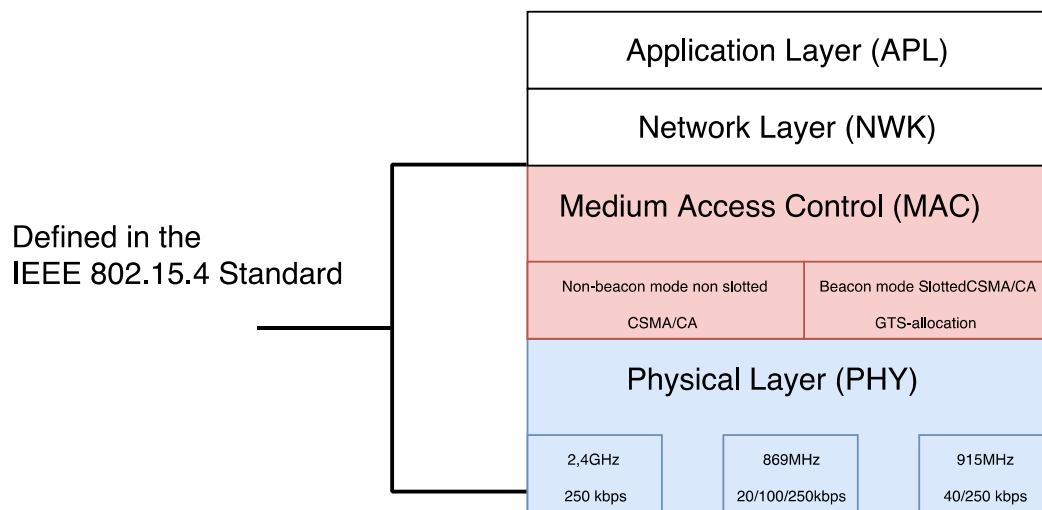 Application Layer (APL)
Network Layer (NWK)
Medium Access Control (MAC)
Defined in the
IEEE 802.15.4 Standard
Non-beacon mode non slotted
CSMA/CA
Beacon mode SlottedCSMA/CA
GTS-allocation
Physical Layer (PHY)
2,4GHz
250 kbps
869MHz
20/100/250kbps
915MHz
40/250 kbps